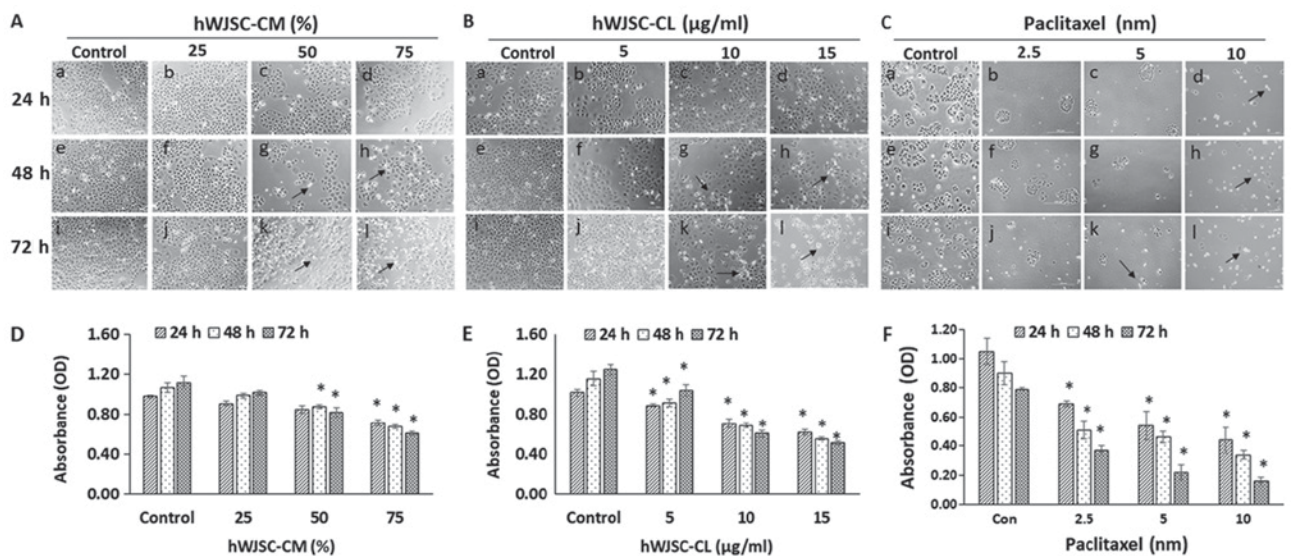 A
hWJSC-CM (%)
Control 25 50 75
B
hWJSC-CL (µg/ml)
Control 5 10 15
C
Paclitaxel (nm)
Control 2.5 5 10
24 h
a b c d
a b c d
a b c d
48 h
e f g h
e f g h
e f g h
72 h
i j k l
i j k l
i j k l
D
24 h 48 h 72 h
Absorbance (OD)
1.60
1.20
0.80
0.40
0.00
* *
* * *
Control 25 50 75
hWJSC-CM (%)
E
24 h 48 h 72 h
Absorbance (OD)
1.60
1.20
0.80
0.40
0.00
* * *
* * *
* * *
Control 5 10 15
hWJSC-CL (µg/ml)
F
24 h 48 h 72 h
Absorbance (OD)
1.20
1.00
0.80
0.60
0.40
0.20
0.00
* * *
* * *
* * *
Con 2.5 5 10
Paclitaxel (nm)